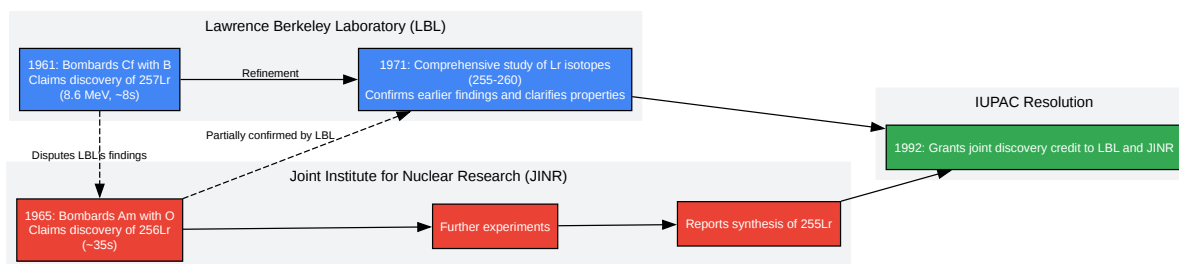 Lawrence Berkeley Laboratory (LBL)
1961: Bombards Cf with B
Claims discovery of 257Lr
(8.6 MeV, ~8s)
Refinement
1971: Comprehensive study of Lr isotopes
(255-260)
Confirms earlier findings and clarifies properties
IUPAC Resolution
1992: Grants joint discovery credit to LBL and JINR
Partially confirmed by LBL
Disputes LBL's findings
Joint Institute for Nuclear Research (JINR)
1965: Bombards Am with O
Claims discovery of 256Lr
(~35s)
Further experiments
Reports synthesis of 255Lr